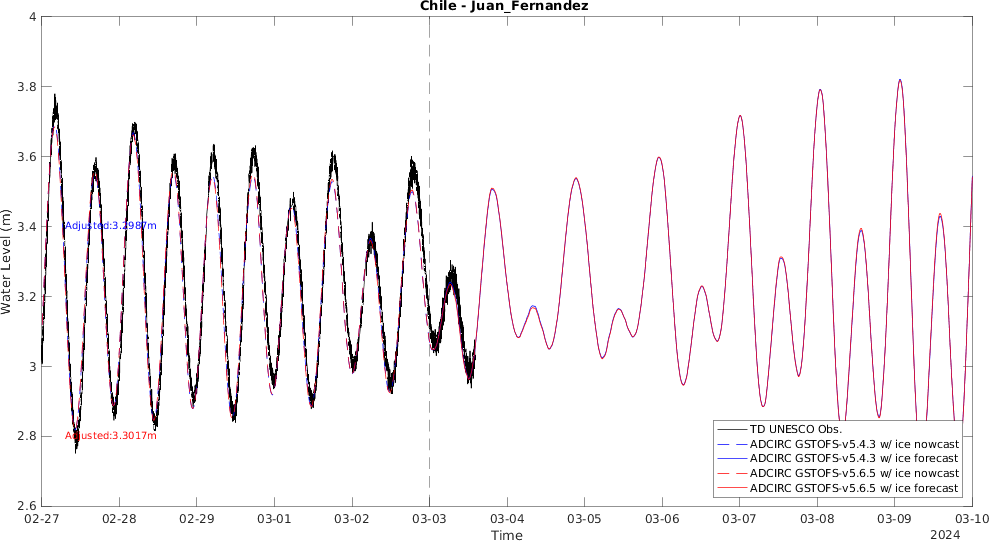 Chile - Juan_Fernandez
4
3.8
3.6
3.4
3.2
3
2.8
2.6
Water Level (m)
Adjusted:3.2987m
Adjusted:3.3017m
TD UNESCO Obs.
ADCIRC GSTOFS-v5.4.3 w/ ice nowcast
ADCIRC GSTOFS-v5.4.3 w/ ice forecast
ADCIRC GSTOFS-v5.6.5 w/ ice nowcast
ADCIRC GSTOFS-v5.6.5 w/ ice forecast
02-27 02-28 02-29 03-01 03-02 03-03 03-04 03-05 03-06 03-07 03-08 03-09 03-10
Time
2024